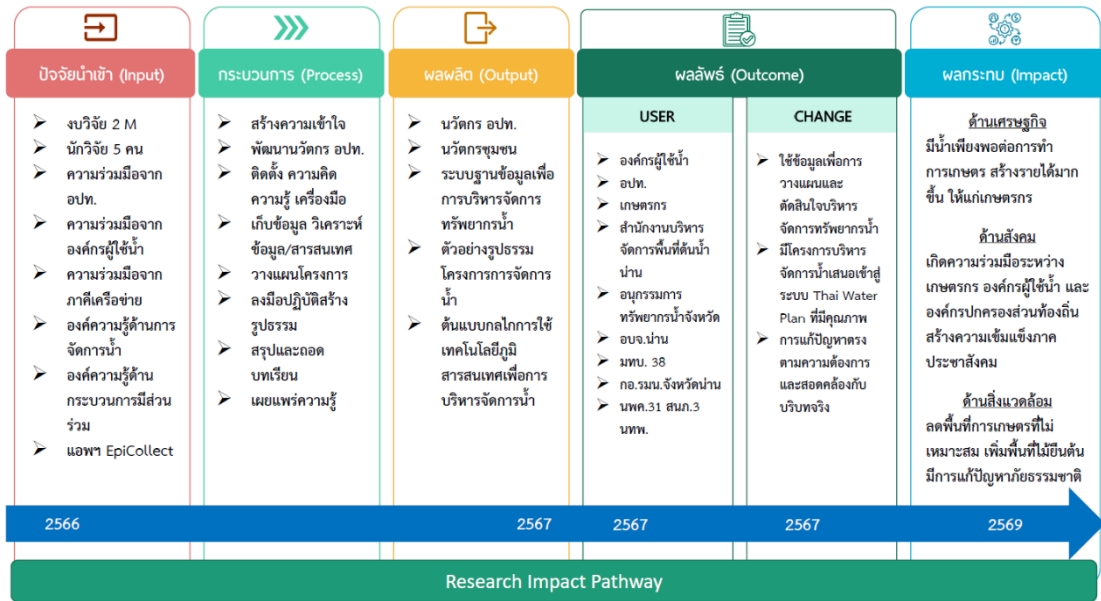 ปัจจัยนำเข้า (Input)
งบวิจัย 2 M
นักวิจัย 5 คน
ความร่วมมือจาก
อปท.
ความร่วมมือจาก
องค์กรผู้ใช้น้ำ
ความร่วมมือจาก
ภาคีเครือข่าย
องค์ความรู้ด้านการ
จัดการน้ำ
องค์ความรู้ด้าน
กระบวนการมีส่วน
ร่วม
แอพฯ EpiCollect
กระบวนการ (Process)
สร้างความเข้าใจ
พัฒนานวัตกร อปท.
ติดตั้ง ความคิด
ความรู้ เครื่องมือ
เก็บข้อมูล วิเคราะห์
ข้อมูล/สารสนเทศ
วางแผนโครงการ
ลงมือปฏิบัติสร้าง
รูปธรรม
สรุปและถอด
บทเรียน
เผยแพร่ความรู้
ผลผลิต (Output)
นวัตกร อปท.
นวัตกรชุมชน
ระบบฐานข้อมูลเพื่อ
การบริหารจัดการ
ทรัพยากรน้ำ
ตัวอย่างรูปธรรม
โครงการการจัดการ
น้ำ
ต้นแบบกลไกการใช้
เทคโนโลยีภูมิ
สารสนเทศเพื่อการ
บริหารจัดการน้ำ
ผลลัพธ์ (Outcome)
USER
องค์กรผู้ใช้น้ำ
อปท.
เกษตรกร
สำนักงานบริหาร
จัดการพื้นที่ต้นน้ำ
น่าน
อนุกรรมการ
ทรัพยากรน้ำจังหวัด
อบจ.น่าน
มทบ. 38
กอ.รมน.จังหวัดน่าน
นพค.31 สนภ.3
นทพ.
CHANGE
ใช้ข้อมูลเพื่อการ
วางแผนและ
ตัดสินใจบริหาร
จัดการทรัพยากรน้ำ
มีโครงการบริหาร
จัดการน้ำเสนอเข้าสู่
ระบบ Thai Water
Plan ที่มีคุณภาพ
การแก้ปัญหาตรง
ตามความต้องการ
และสอดคล้องกับ
บริบทจริง
ผลกระทบ (Impact)
ด้านเศรษฐกิจ
มีน้ำเพียงพอต่อการทำ
การเกษตร สร้างรายได้มาก
ขึ้น ให้แก่เกษตรกร
ด้านสังคม
เกิดความร่วมมือระหว่าง
เกษตรกร องค์กรผู้ใช้น้ำ และ
องค์กรปกครองส่วนท้องถิ่น
สร้างความเข้มแข็งภาค
ประชาสังคม
ด้านสิ่งแวดล้อม
ลดพื้นที่การเกษตรที่ไม่
เหมาะสม เพิ่มพื้นที่ไม้ยืนต้น
มีการแก้ปัญหาภัยธรรมชาติ
2566
2567
2567
2567
2569
Research Impact Pathway